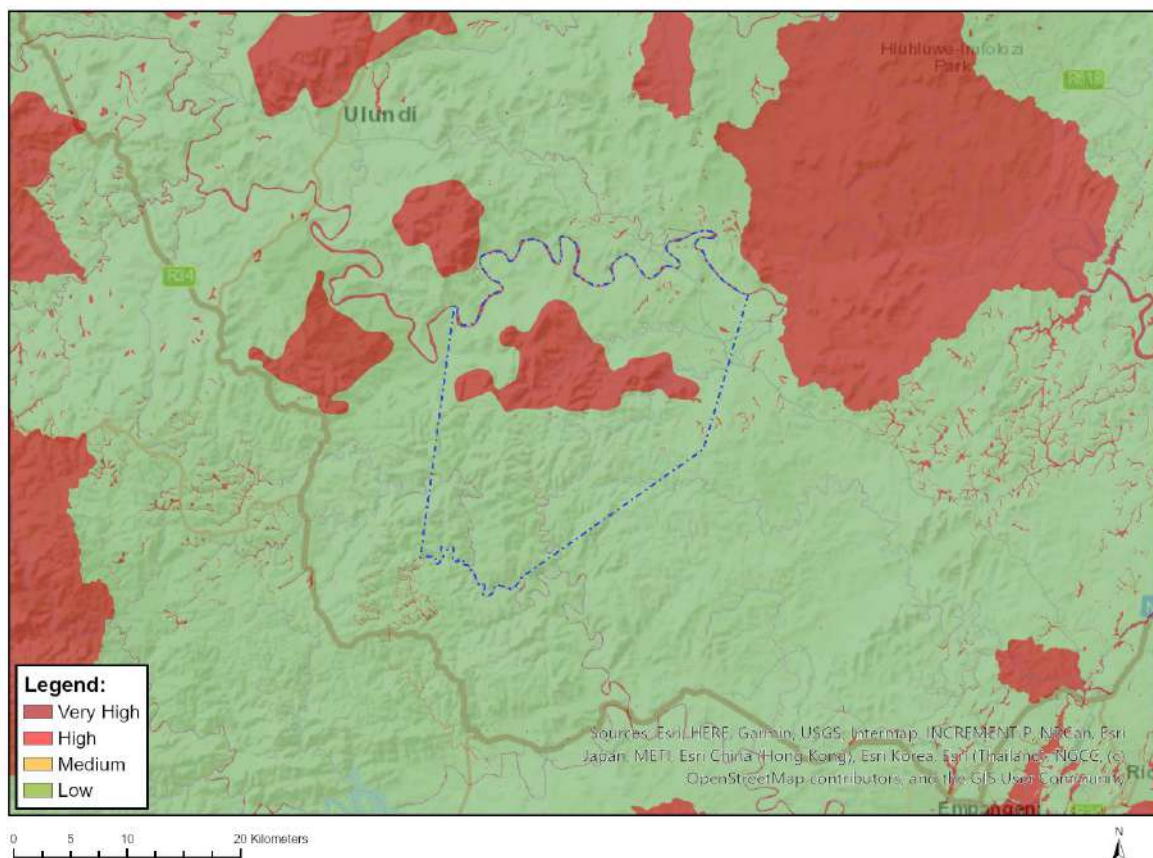 Hluhluwe-Imfolozi
Park
R618
Ulundi
R34
N
Legend:
Very High
High
Medium
Low
Sources: Esri, HERE, Garmin, USGS, Intermap, INCREMENT P, NRCan, Esri
Japan, METI, Esri China (Hong Kong), Esri Korea, Esri (Thailand), NGCC, (c)
OpenStreetMap contributors, and the GIS User Community
Ric
Empangeni
0 5 10 20 Kilometers
N